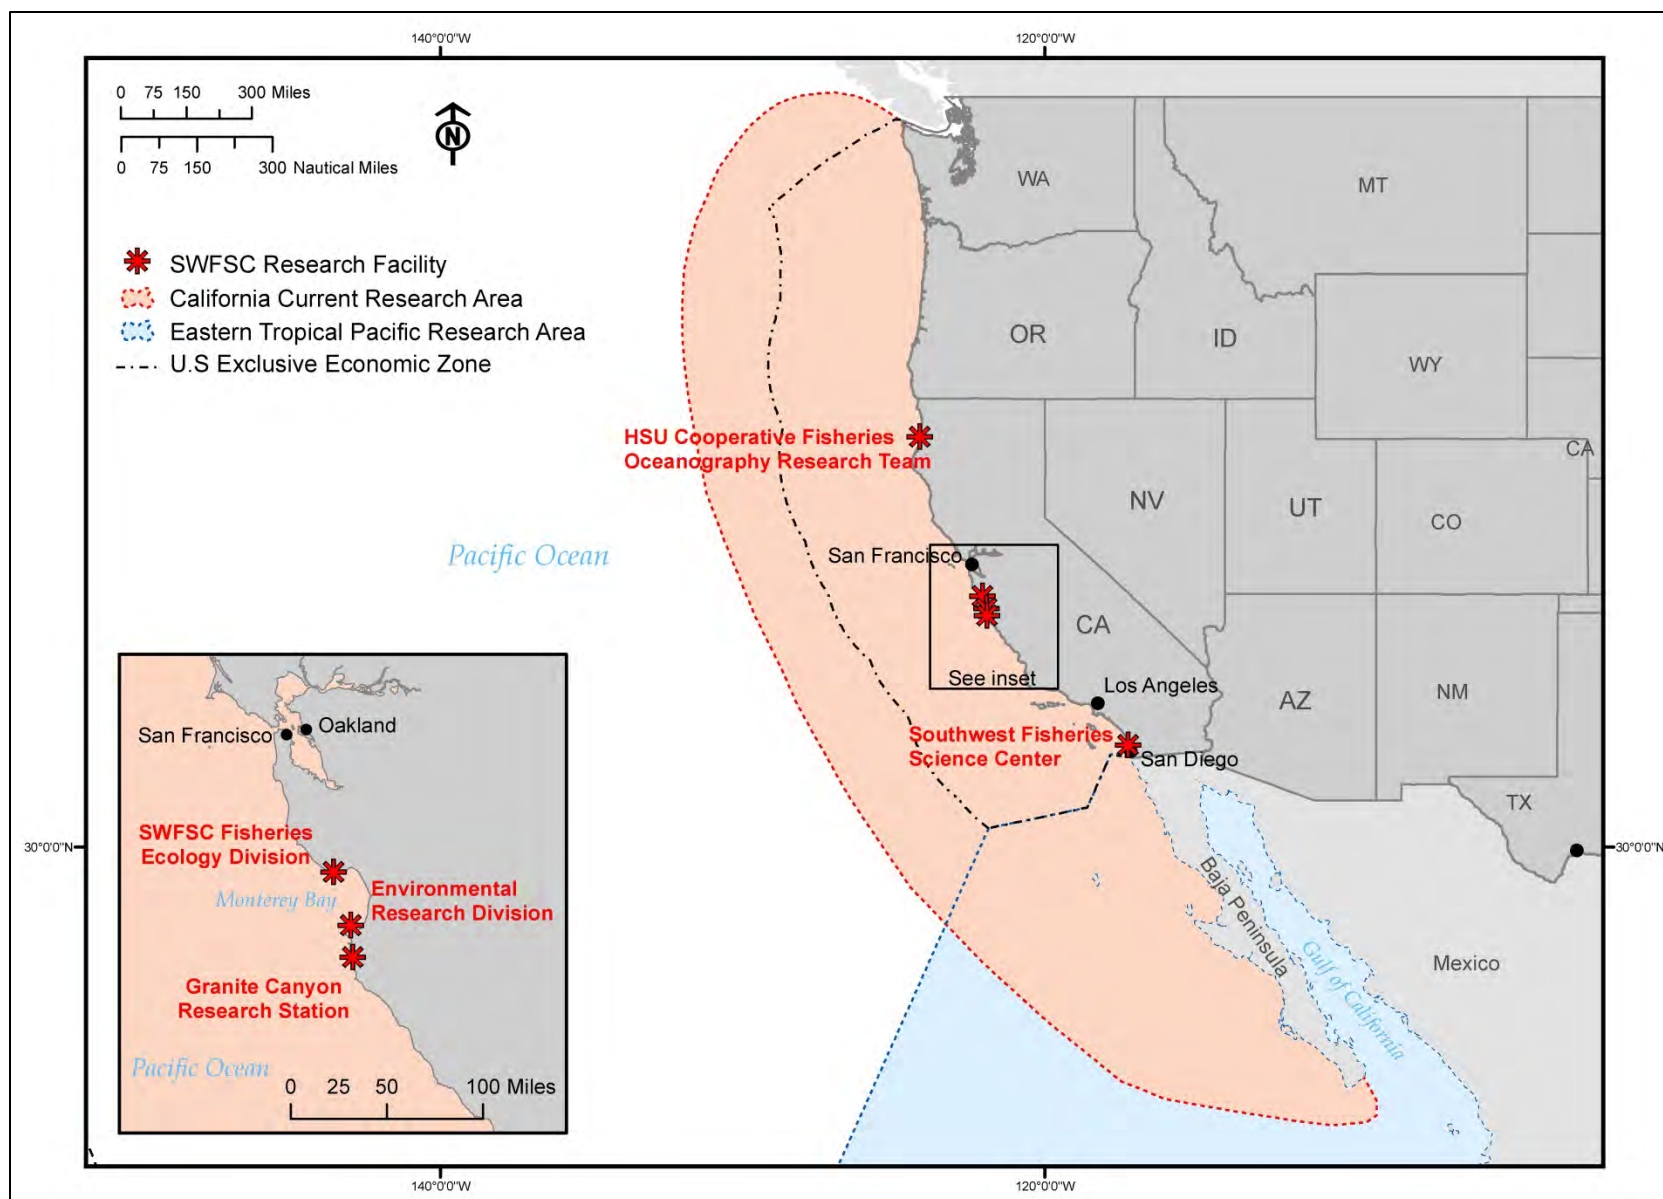 140°0'0"W
120°0'0"W
0 75 150 300 Miles
0 75 150 300 Nautical Miles
N
SWFSC Research Facility
California Current Research Area
Eastern Tropical Pacific Research Area
U.S Exclusive Economic Zone
WA
MT
OR
ID
WY
HSU Cooperative Fisheries
Oceanography Research Team
CA
NV
UT
CO
Pacific Ocean
San Francisco
CA
See inset
Los Angeles
AZ
NM
Southwest Fisheries
Science Center
San Diego
TX
30°0'0"N
30°0'0"N
Baja Peninsula
Gulf of California
Mexico
San Francisco
Oakland
SWFSC Fisheries
Ecology Division
Monterey Bay
Environmental
Research Division
Granite Canyon
Research Station
Pacific Ocean
0 25 50 100 Miles
140°0'0"W
120°0'0"W